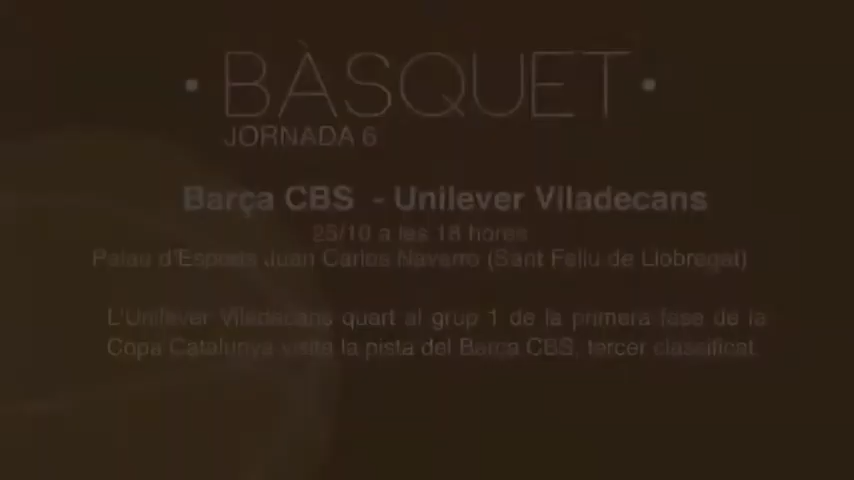 • BÀSQUET •
JORNADA 6
Barça CBS - Unilever Viladecans
25/10 a les 18 hores
Palau d'Esports Juan Carlos Navarro (Sant Feliu de Llobregat)
L'Unilever Viladecans quart al grup 1 de la primera fase de la
Copa Catalunya visita la pista del Barça CBS, tercer classificat.